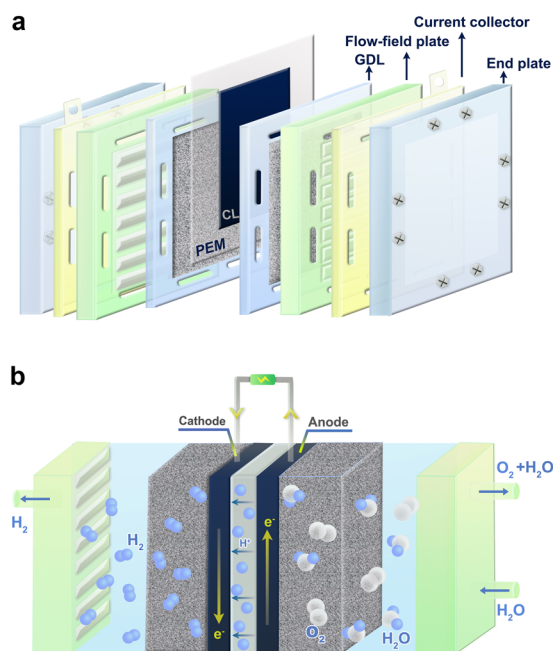 a
Current collector
Flow-field plate
GDL
End plate
CL
PEM
b
Cathode
Anode
O₂+H₂O
H₂
H₂
H⁺
e⁻
e⁻
O₂
H₂O
H₂O